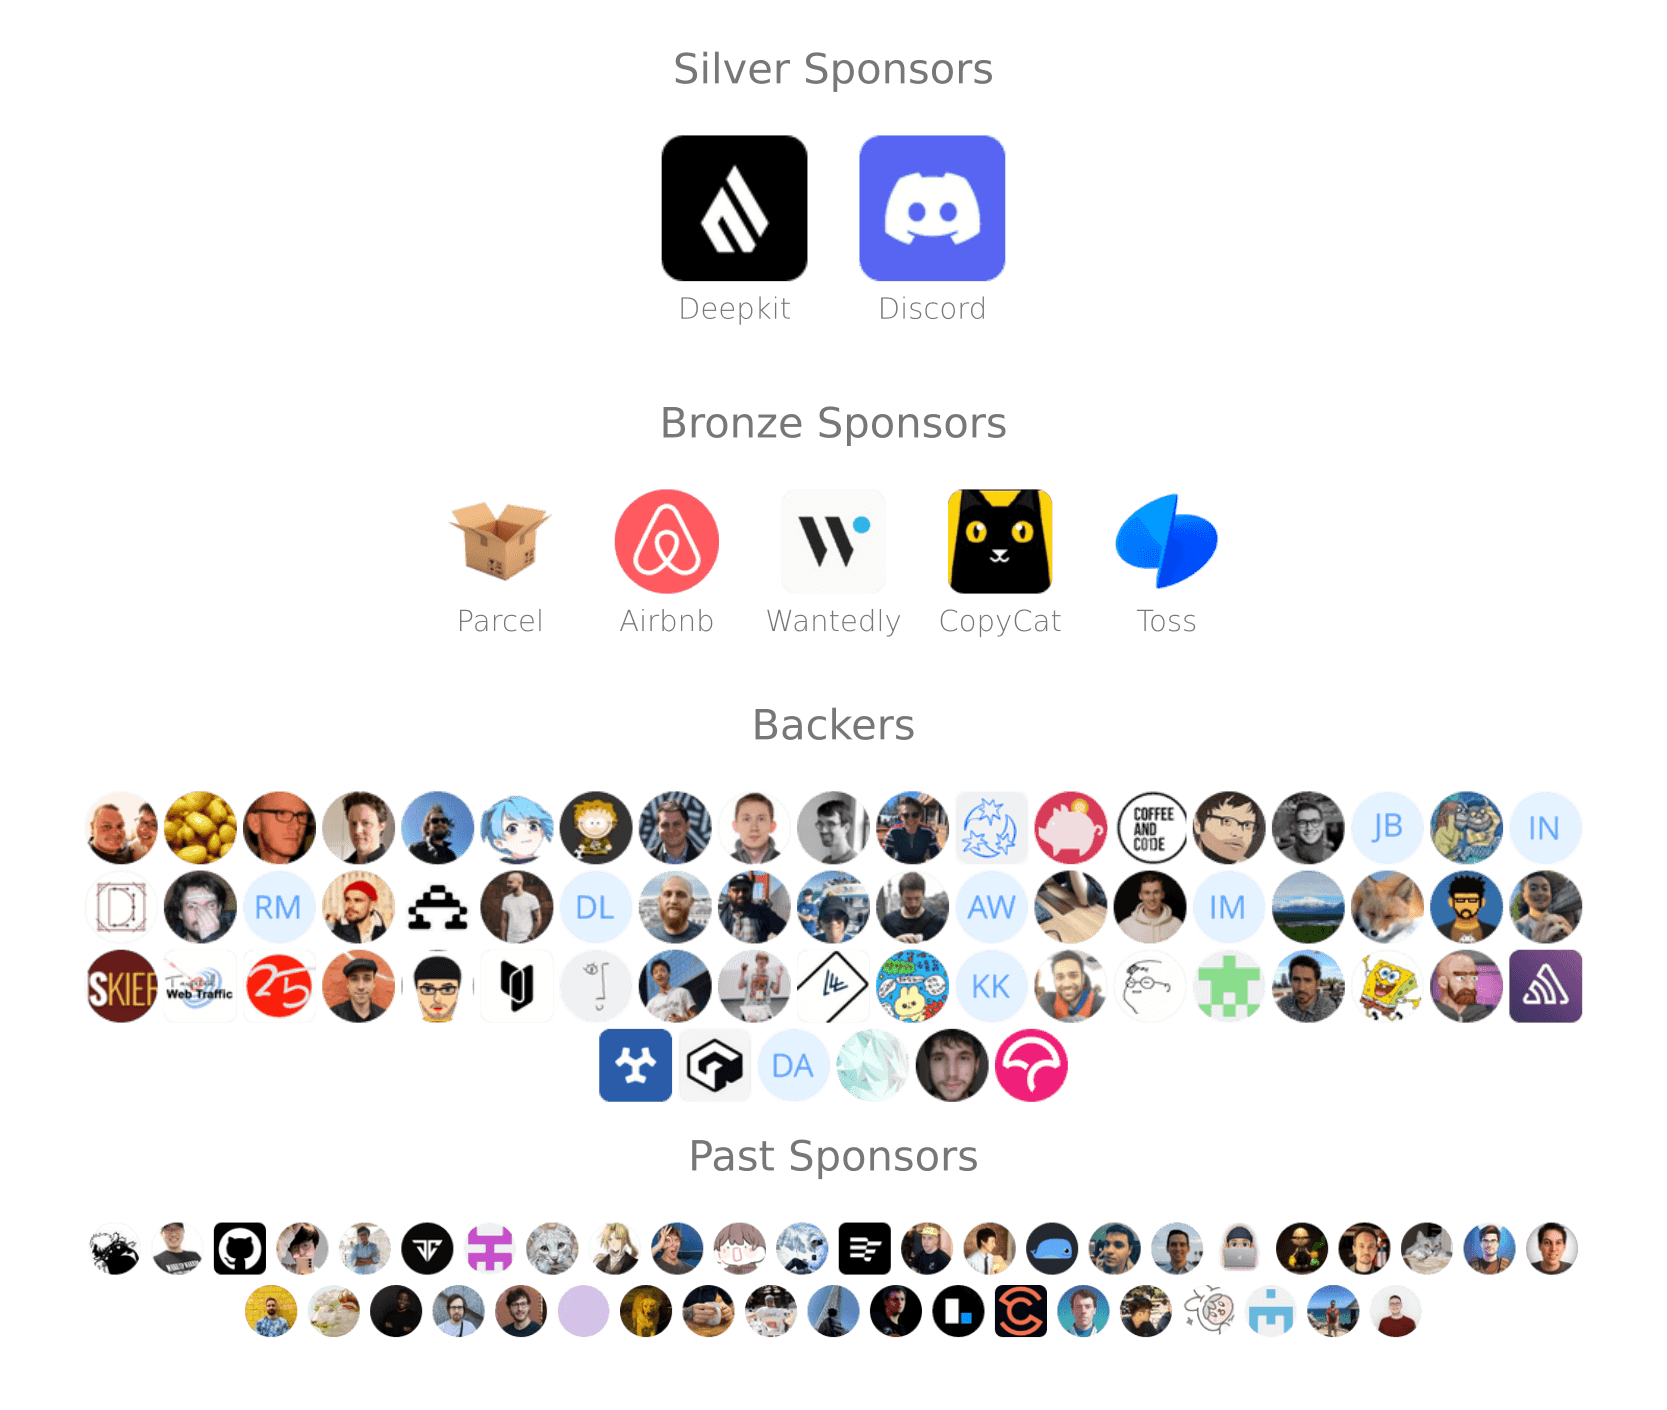 Silver Sponsors
Deepkit
Discord
Bronze Sponsors
Parcel
Airbnb
Wantedly
CopyCat
Toss
Backers
COFFEE
AND
CODE
JB
IN
RM
DL
AW
IM
SKIEF
Web Traffic
25
KK
DA
Past Sponsors